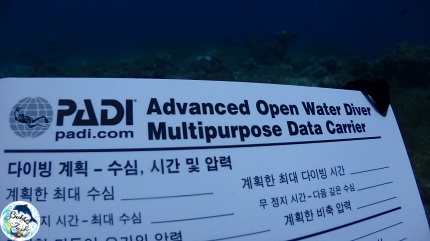 PADI
padi.com
Advanced Open Water Diver
Multipurpose Data Carrier
다이빙 계획 – 수심, 시간 및 압력
계획한 최대 수심
계획한 최대 다이빙 시간
정지 시간 – 최대 수심
무 정지 시간 – 다음 깊은 수심
계획한 비축 압력